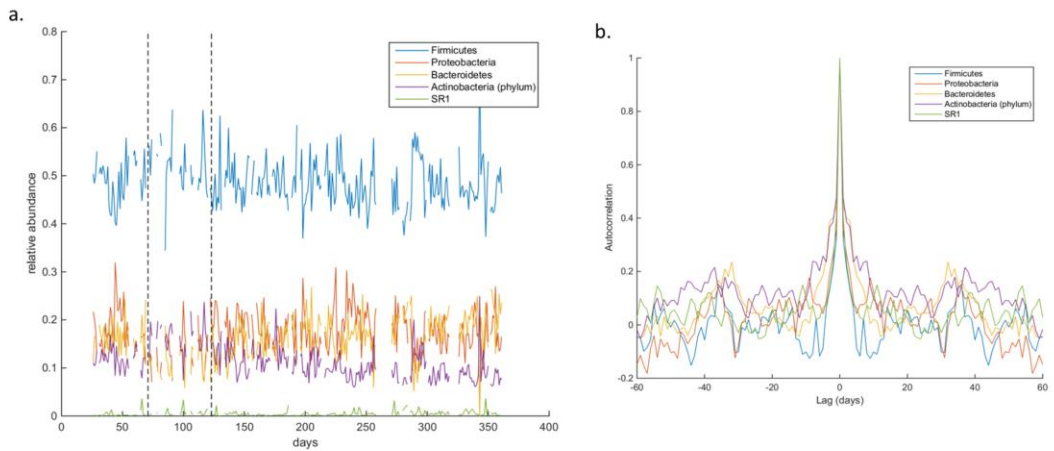 a.
0.8
0.7
0.6
0.5
0.4
0.3
0.2
0.1
0
relative abundance
0
50
100
150
200
250
300
350
400
days
Firmicutes
Proteobacteria
Bacteroidetes
Actinobacteria (phylum)
SR1
b.
1
0.8
0.6
0.4
0.2
0
-0.2
Autocorrelation
-60
-40
-20
0
20
40
60
Lag (days)
Firmicutes
Proteobacteria
Bacteroidetes
Actinobacteria (phylum)
SR1